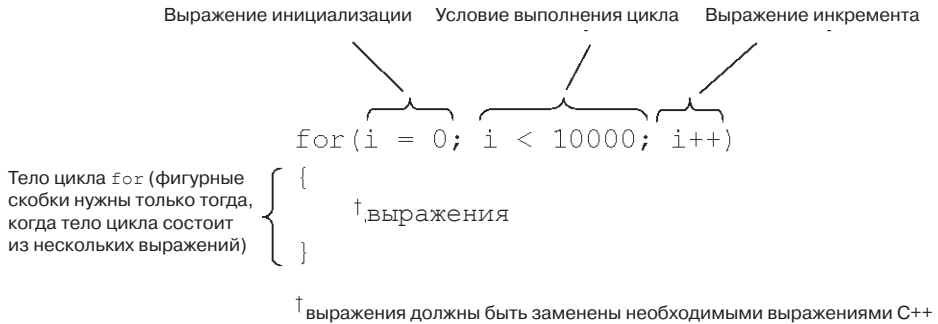 Выражение инициализации Условие выполнения цикла Выражение инкремента
for(i = 0; i < 10000; i++)
Тело цикла for (фигурные
скобки нужны только тогда,
когда тело цикла состоит
из нескольких выражений)
{
†выражения
}
†выражения должны быть заменены необходимыми выражениями C++